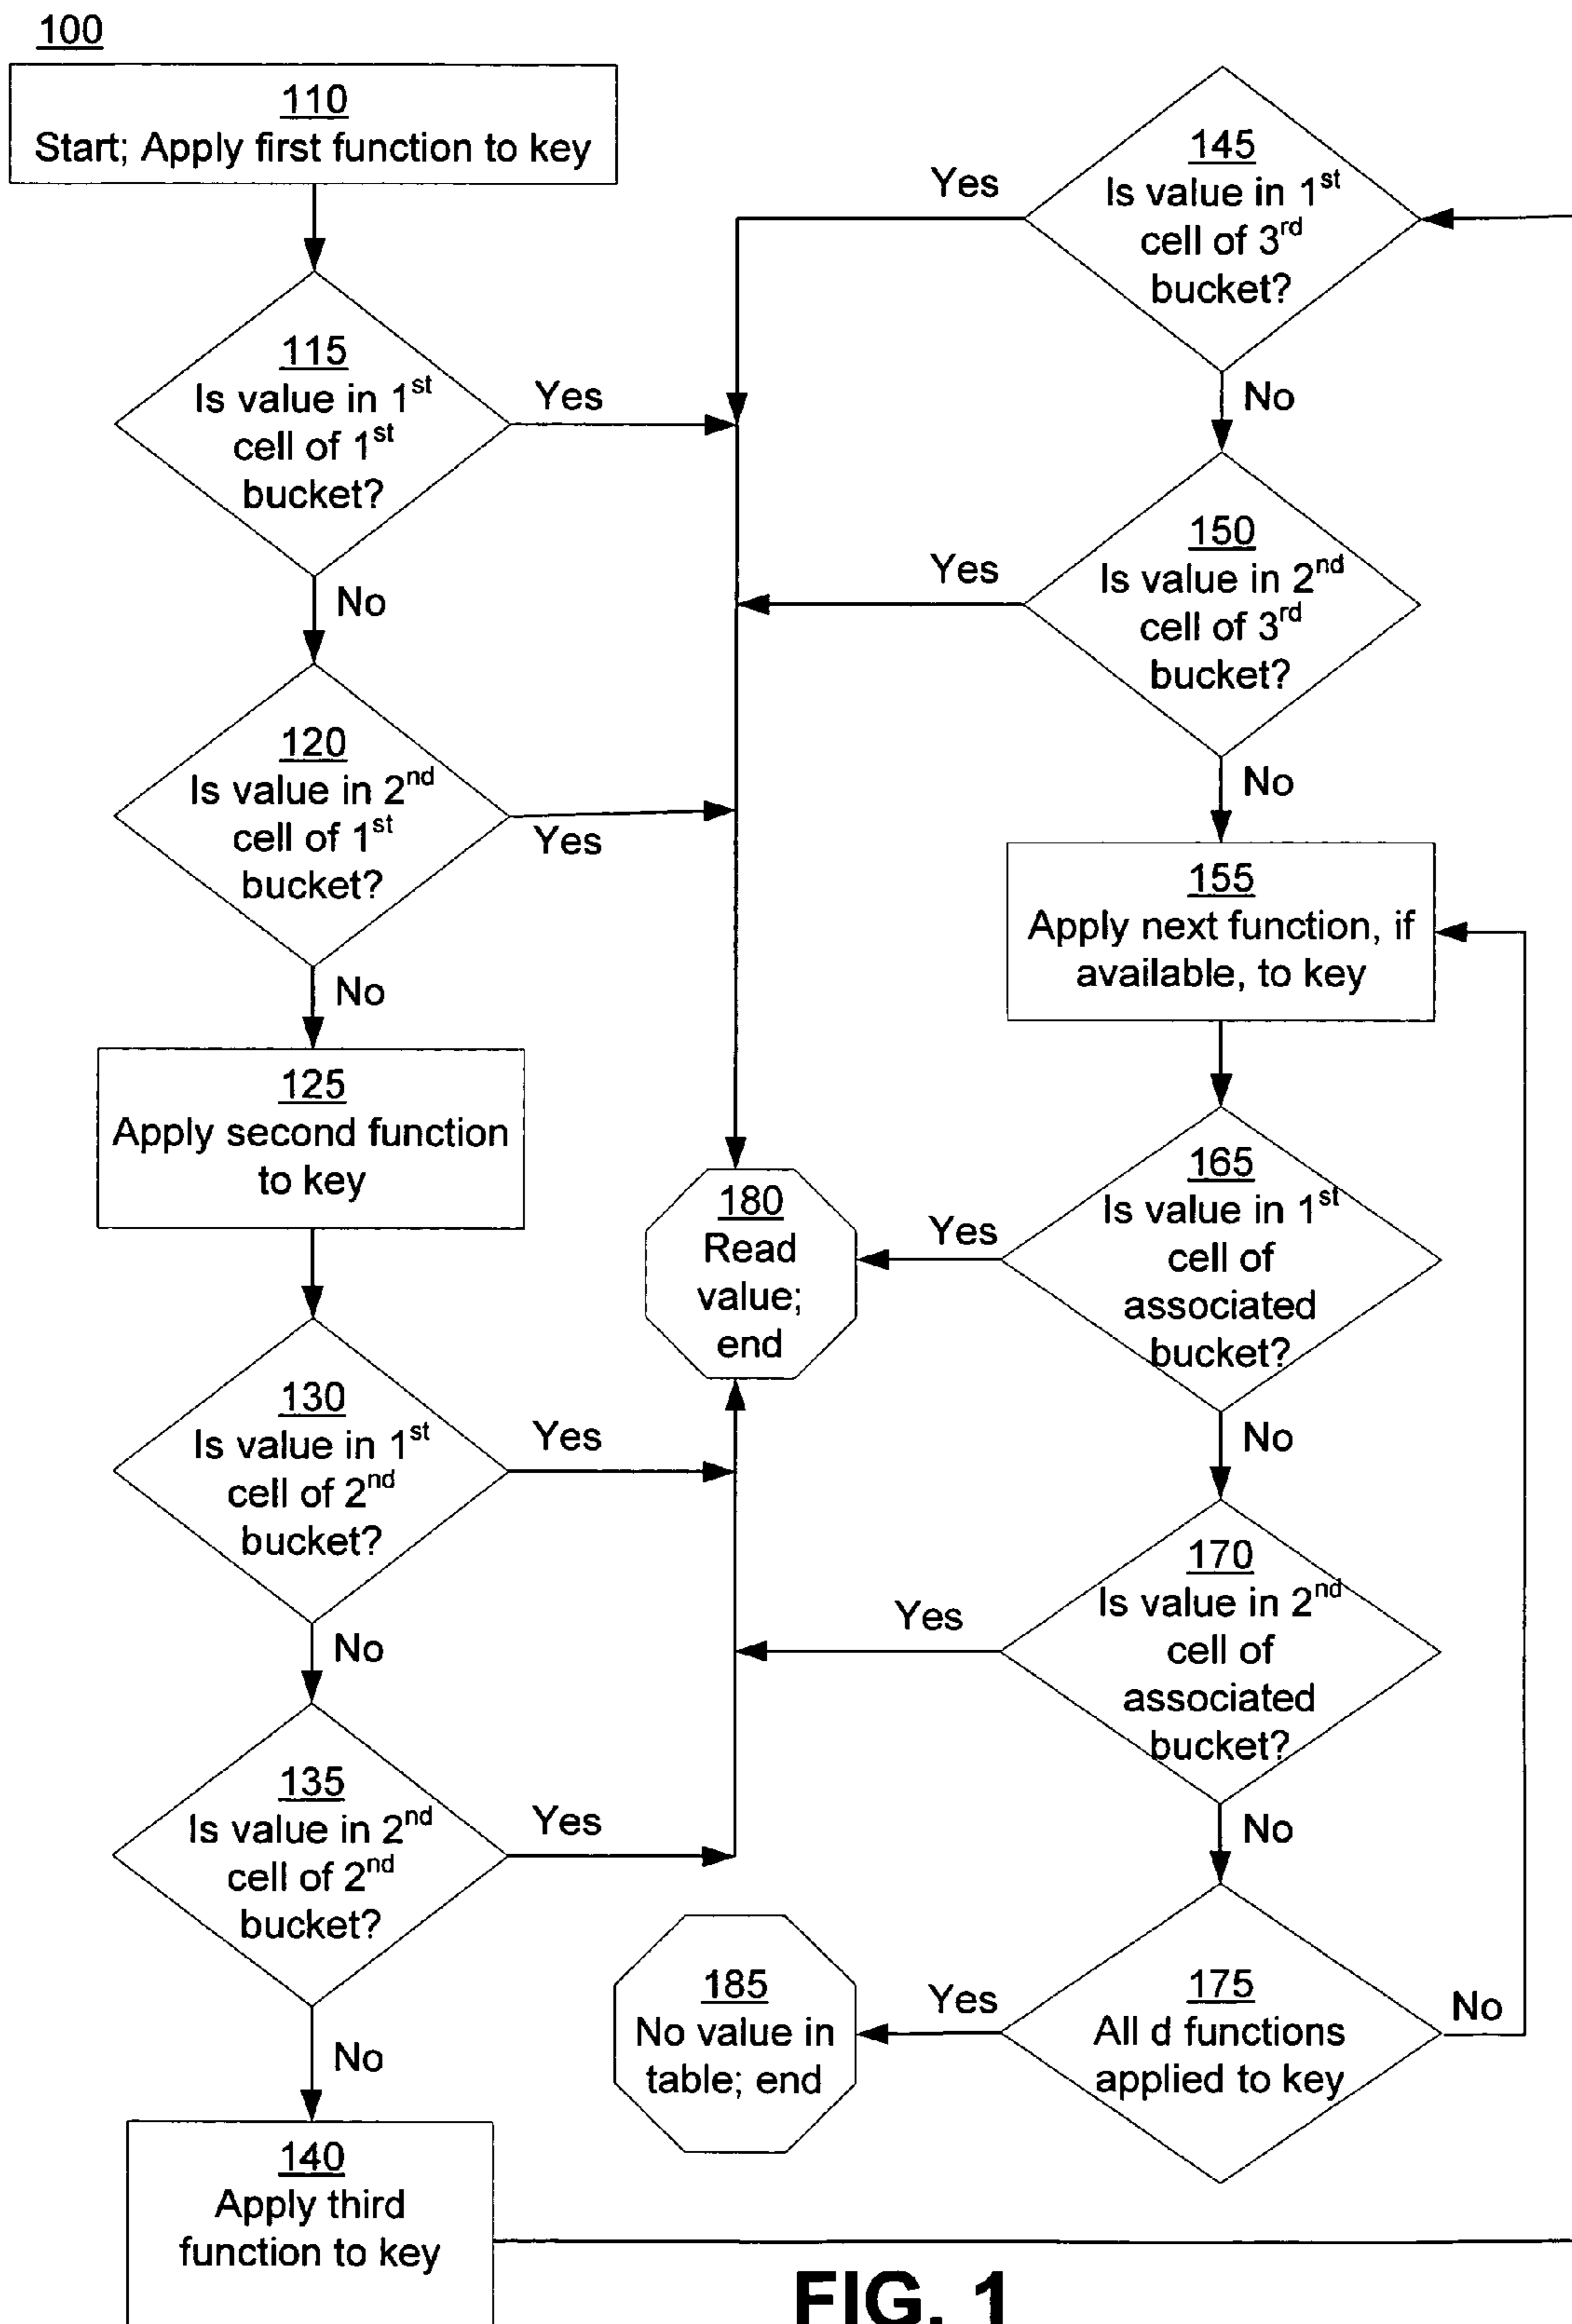 100
110
Start; Apply first function to key
115
Is value in 1st
cell of 1st
bucket?
Yes
No
120
Is value in 2nd
cell of 1st
bucket?
Yes
No
125
Apply second function
to key
130
Is value in 1st
cell of 2nd
bucket?
Yes
No
135
Is value in 2nd
cell of 2nd
bucket?
Yes
No
140
Apply third
function to key
145
Is value in 1st
cell of 3rd
bucket?
Yes
No
150
Is value in 2nd
cell of 3rd
bucket?
Yes
No
155
Apply next function, if
available, to key
165
Is value in 1st
cell of
associated
bucket?
Yes
No
170
Is value in 2nd
cell of
associated
bucket?
Yes
No
175
All d functions
applied to key
Yes
No
180
Read
value;
end
185
No value in
table; end
FIG. 1